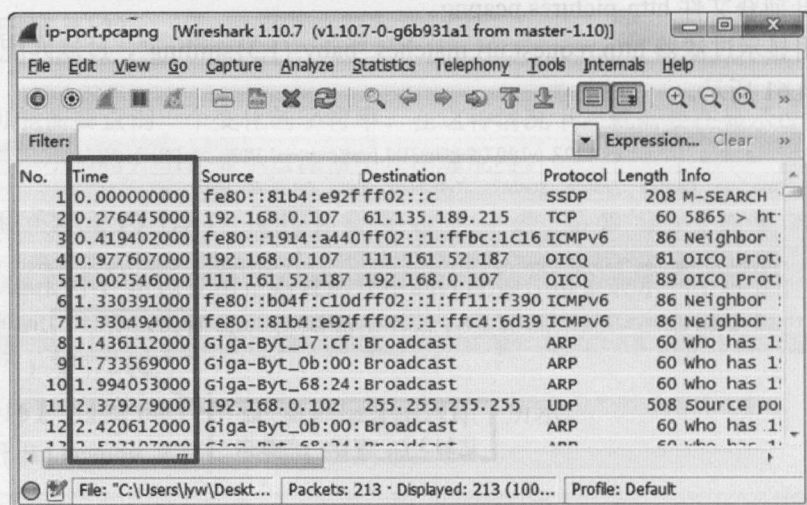 ip-port.pcapng [Wireshark 1.10.7 (v1.10.7-0-g6b931a1 from master-1.10)]
File Edit View Go Capture Analyze Statistics Telephony Tools Internals Help
Filter: Expression... Clear »
No. Time Source Destination Protocol Length Info
1 0.000000000 fe80::81b4:e92f ff02::c SSDP 208 M-SEARCH
2 0.276445000 192.168.0.107 61.135.189.215 TCP 60 5865 > ht
3 0.419402000 fe80::1914:a440 ff02::1:ffbc:1c16 ICMPv6 86 Neighbor
4 0.977607000 192.168.0.107 111.161.52.187 OICQ 81 OICQ Prot
5 1.002546000 111.161.52.187 192.168.0.107 OICQ 89 OICQ Prot
6 1.330391000 fe80::b04f:c10d ff02::1:ff11:f390 ICMPv6 86 Neighbor
7 1.330494000 fe80::81b4:e92f ff02::1:ffc4:6d39 ICMPv6 86 Neighbor
8 1.436112000 Giga-Byt_17:cf: Broadcast ARP 60 Who has 1
9 1.733569000 Giga-Byt_0b:00: Broadcast ARP 60 Who has 1
10 1.994053000 Giga-Byt_68:24: Broadcast ARP 60 Who has 1
11 2.379279000 192.168.0.102 255.255.255.255 UDP 508 Source po
12 2.420612000 Giga-Byt_0b:00: Broadcast ARP 60 Who has 1
File: "C:\Users\lyw\Deskt... Packets: 213 · Displayed: 213 (100... Profile: Default